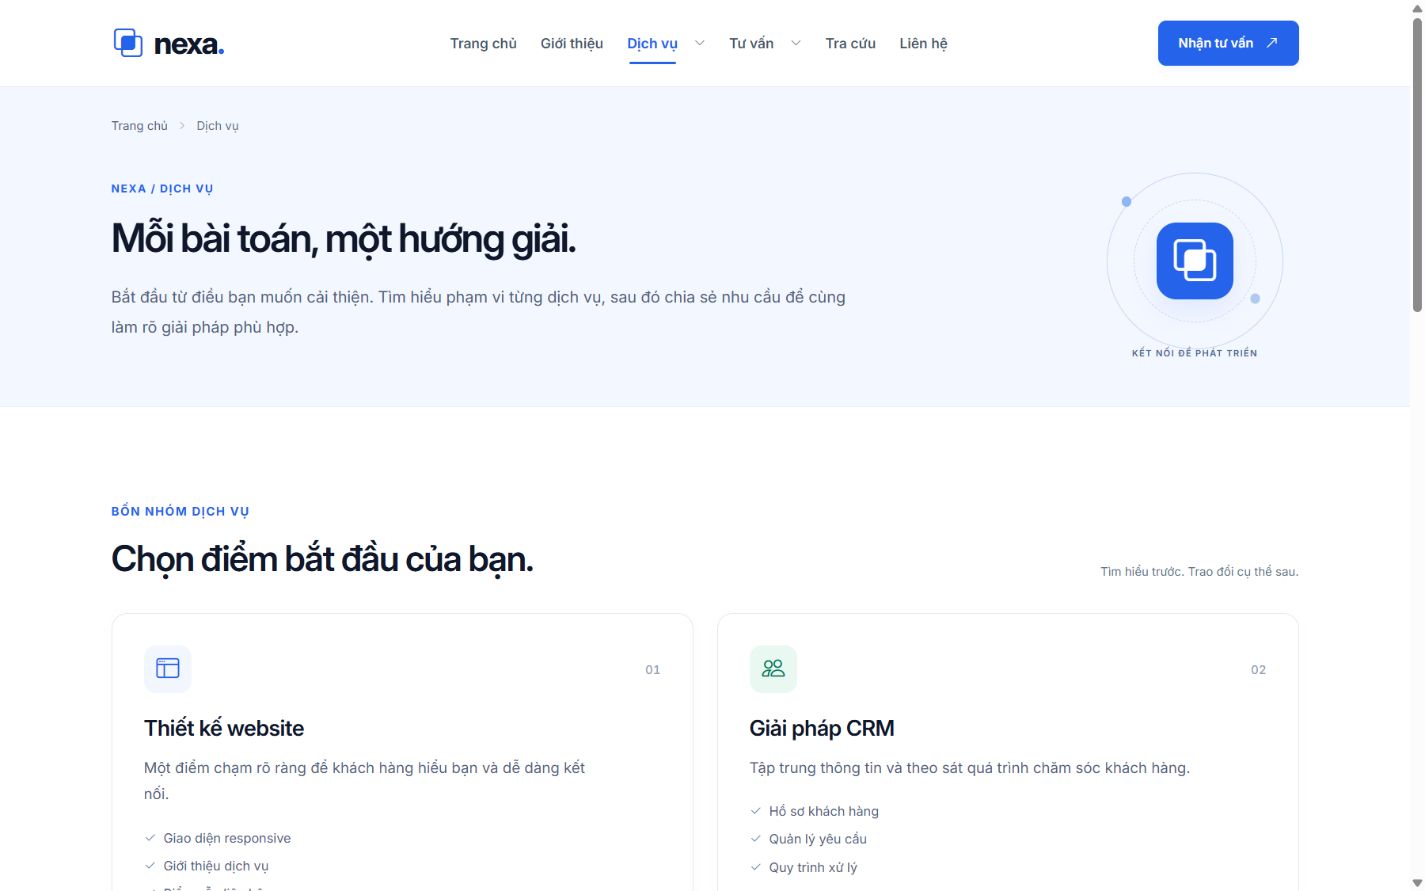 nexa.
Trang chủ
Giới thiệu
Dịch vụ
Tư vấn
Tra cứu
Liên hệ
Nhận tư vấn
Trang chủ
Dịch vụ
NEXA / DỊCH VỤ
Mỗi bài toán, một hướng giải.
Bắt đầu từ điều bạn muốn cải thiện. Tìm hiểu phạm vi từng dịch vụ, sau đó chia sẻ nhu cầu để cùng
làm rõ giải pháp phù hợp.
KẾT NỐI ĐỂ PHÁT TRIỂN
BỐN NHÓM DỊCH VỤ
Chọn điểm bắt đầu của bạn.
Tìm hiểu trước. Trao đổi cụ thể sau.
01
Thiết kế website
Một điểm chạm rõ ràng để khách hàng hiểu bạn và dễ dàng kết
nối.
Giao diện responsive
Giới thiệu dịch vụ
02
Giải pháp CRM
Tập trung thông tin và theo sát quá trình chăm sóc khách hàng.
Hồ sơ khách hàng
Quản lý yêu cầu
Quy trình xử lý